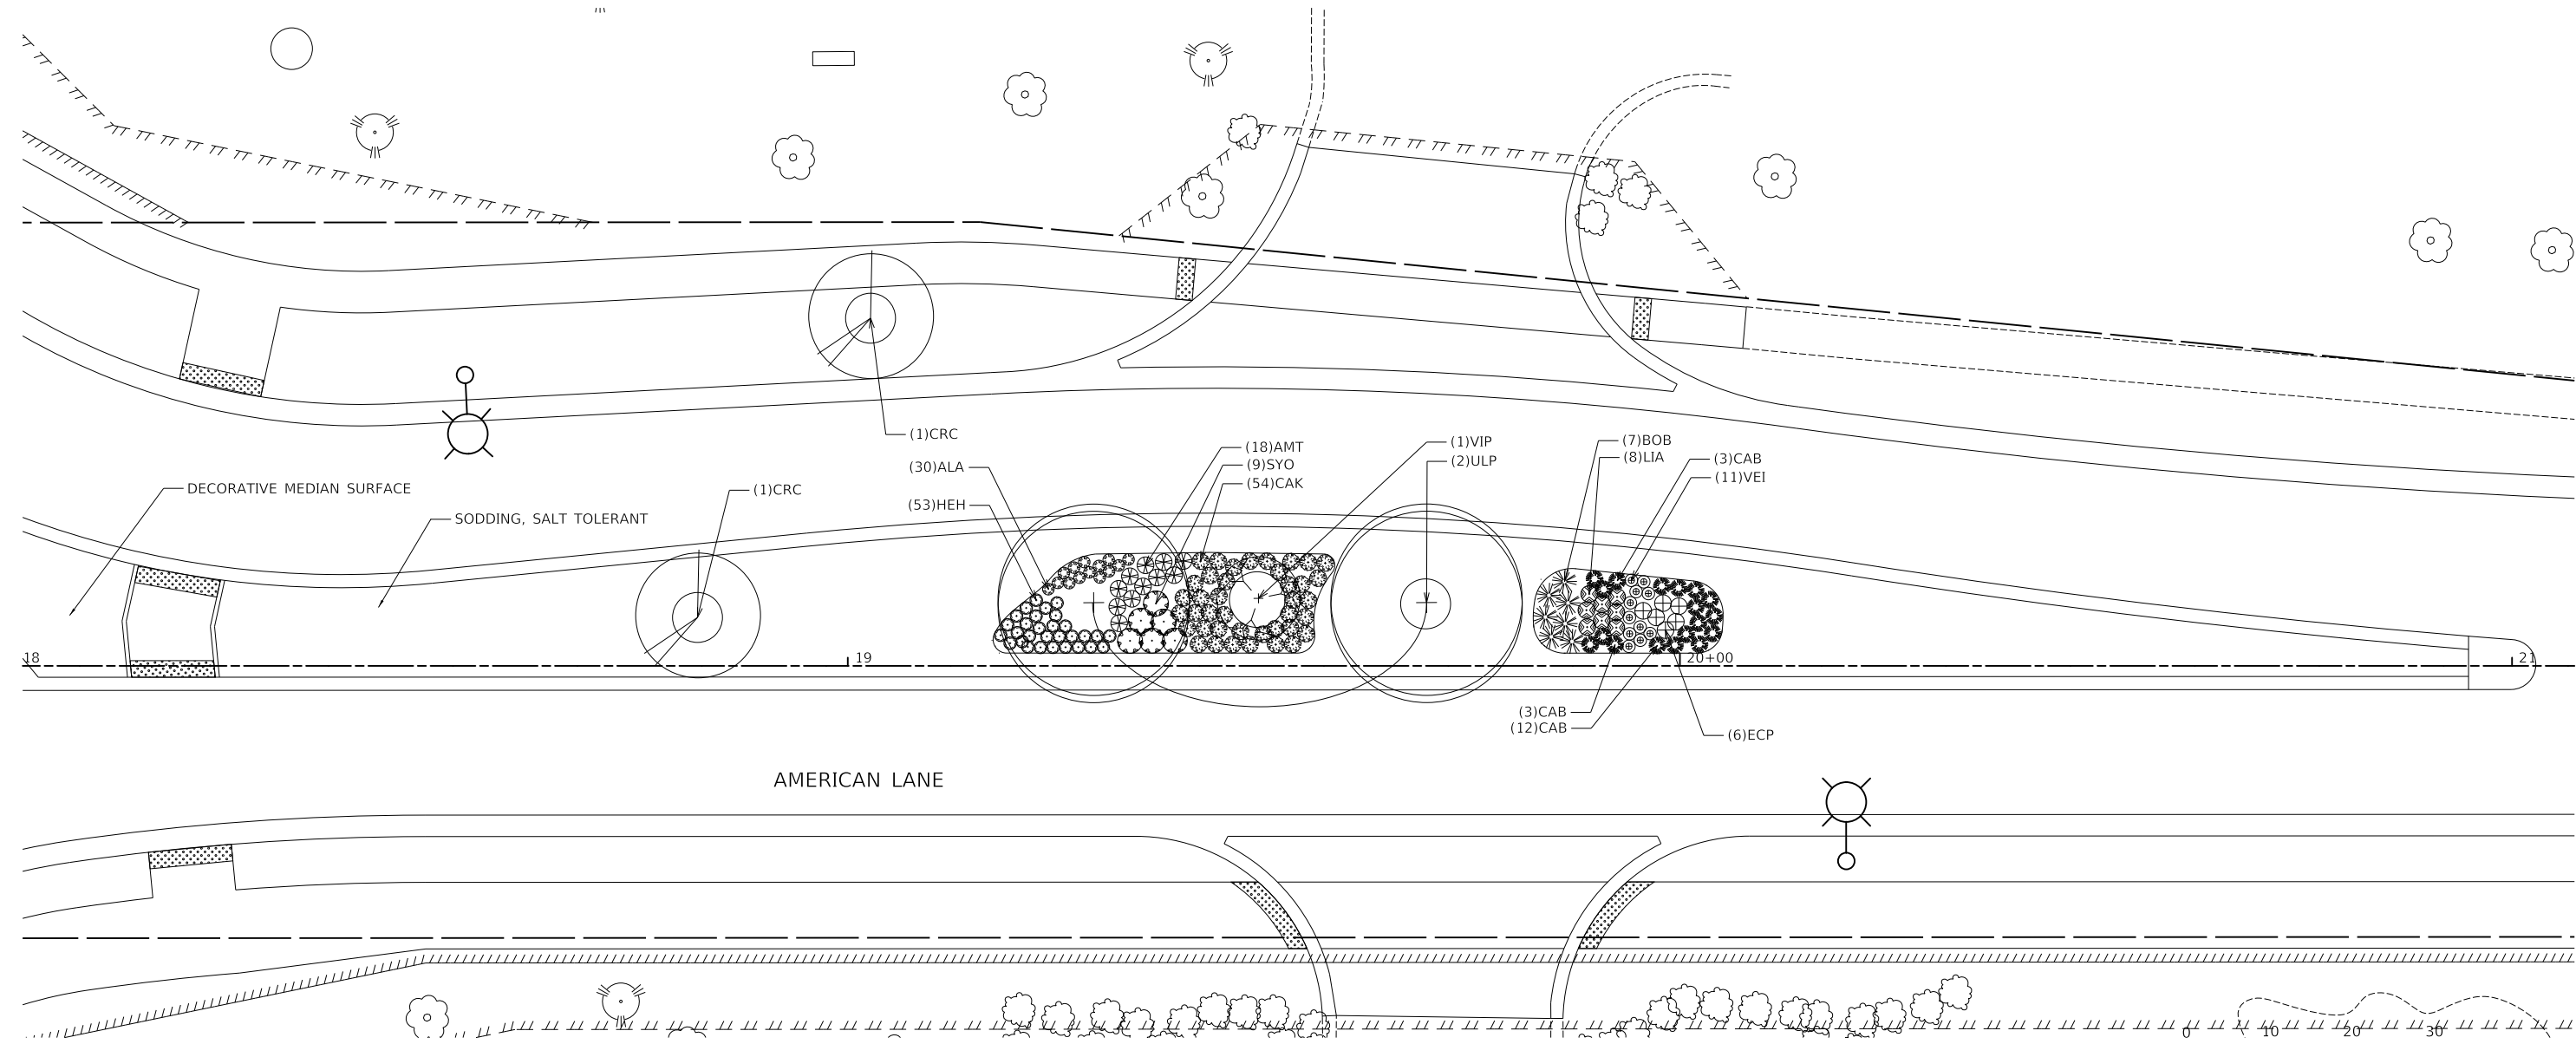 (1)CRC
(7)BOB
(1)VIP
(18)AMT
(8)LIA
(3)CAB
(2)ULP
(9)SYO
(30)ALA
(11)VEI
(54)CAK
DECORATIVE MEDIAN SURFACE
(1)CRC
(53)HEH
SODDING, SALT TOLERANT
18
19
20+00
21
(3)CAB
(12)CAB
(6)ECP
AMERICAN LANE
0 10 20 30